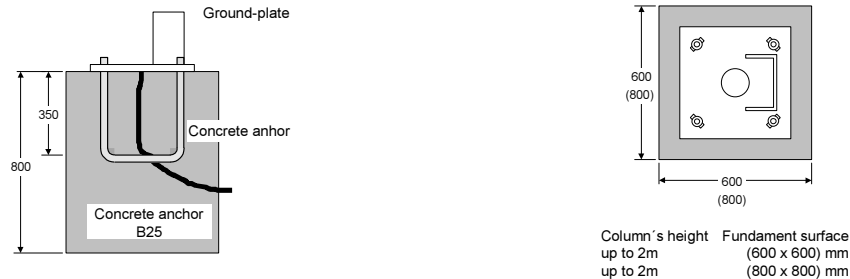 Ground-plate
350
Concrete anhor
800
Concrete anchor
B25
600
(800)
600
(800)
Column´s height Fundament surface
up to 2m (600 x 600) mm
up to 2m (800 x 800) mm